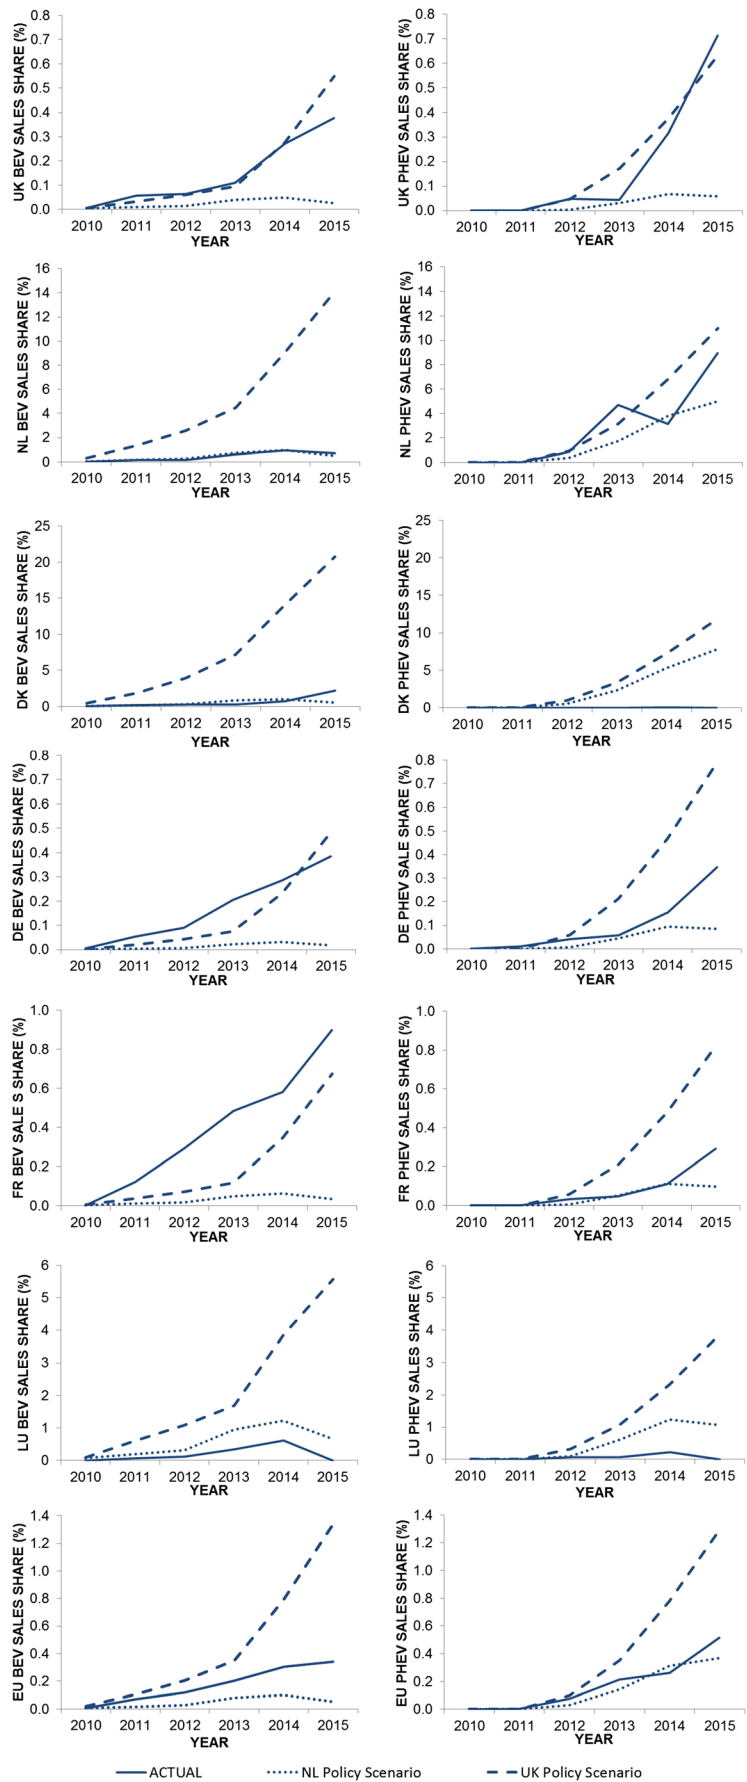 UK BEV SALES SHARE (%)
0.8
0.7
0.6
0.5
0.4
0.3
0.2
0.1
0.0
2010 2011 2012 2013 2014 2015
YEAR
UK PHEV SALES SHARE (%)
0.8
0.7
0.6
0.5
0.4
0.3
0.2
0.1
0.0
2010 2011 2012 2013 2014 2015
YEAR
NL BEV SALES SHARE (%)
16
14
12
10
8
6
4
2
0
2010 2011 2012 2013 2014 2015
YEAR
NL PHEV SALES SHARE (%)
16
14
12
10
8
6
4
2
0
2010 2011 2012 2013 2014 2015
YEAR
DK BEV SALES SHARE (%)
25
20
15
10
5
0
2010 2011 2012 2013 2014 2015
YEAR
DK PHEV SALES SHARE (%)
25
20
15
10
5
0
2010 2011 2012 2013 2014 2015
YEAR
DE BEV SALES SHARE (%)
0.8
0.7
0.6
0.5
0.4
0.3
0.2
0.1
0.0
2010 2011 2012 2013 2014 2015
YEAR
DE PHEV SALE SHARE (%)
0.8
0.7
0.6
0.5
0.4
0.3
0.2
0.1
0.0
2010 2011 2012 2013 2014 2015
YEAR
FR BEV SALE S SHARE (%)
1.0
0.8
0.6
0.4
0.2
0.0
2010 2011 2012 2013 2014 2015
YEAR
FR PHEV SALES SHARE (%)
1.0
0.8
0.6
0.4
0.2
0.0
2010 2011 2012 2013 2014 2015
YEAR
LU BEV SALES SHARE (%)
6
5
4
3
2
1
0
2010 2011 2012 2013 2014 2015
YEAR
LU PHEV SALES SHARE (%)
6
5
4
3
2
1
0
2010 2011 2012 2013 2014 2015
YEAR
EU BEV SALES SHARE (%)
1.4
1.2
1.0
0.8
0.6
0.4
0.2
0.0
2010 2011 2012 2013 2014 2015
YEAR
EU PHEV SALES SHARE (%)
1.4
1.2
1.0
0.8
0.6
0.4
0.2
0.0
2010 2011 2012 2013 2014 2015
YEAR
ACTUAL NL Policy Scenario UK Policy Scenario